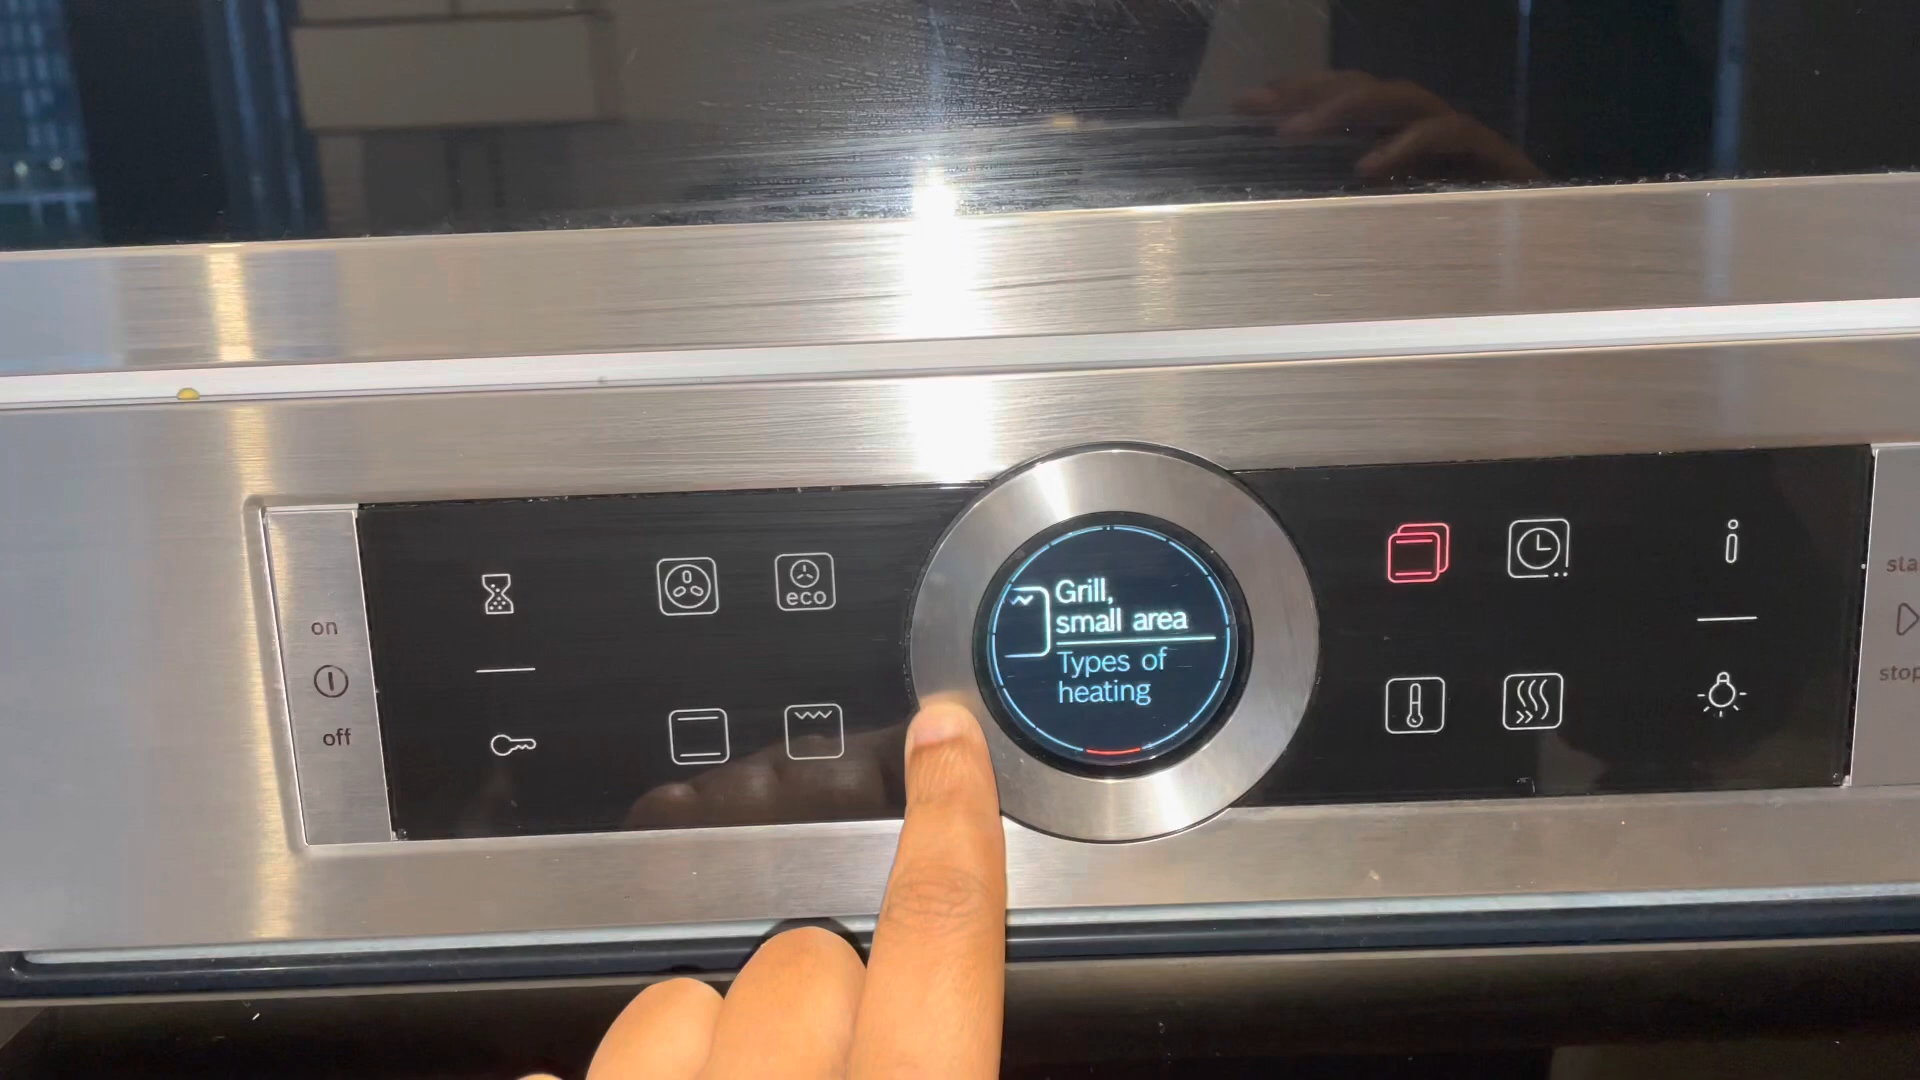 on
off
eco
Grill,
small area
Types of
heating
i
sta
stop